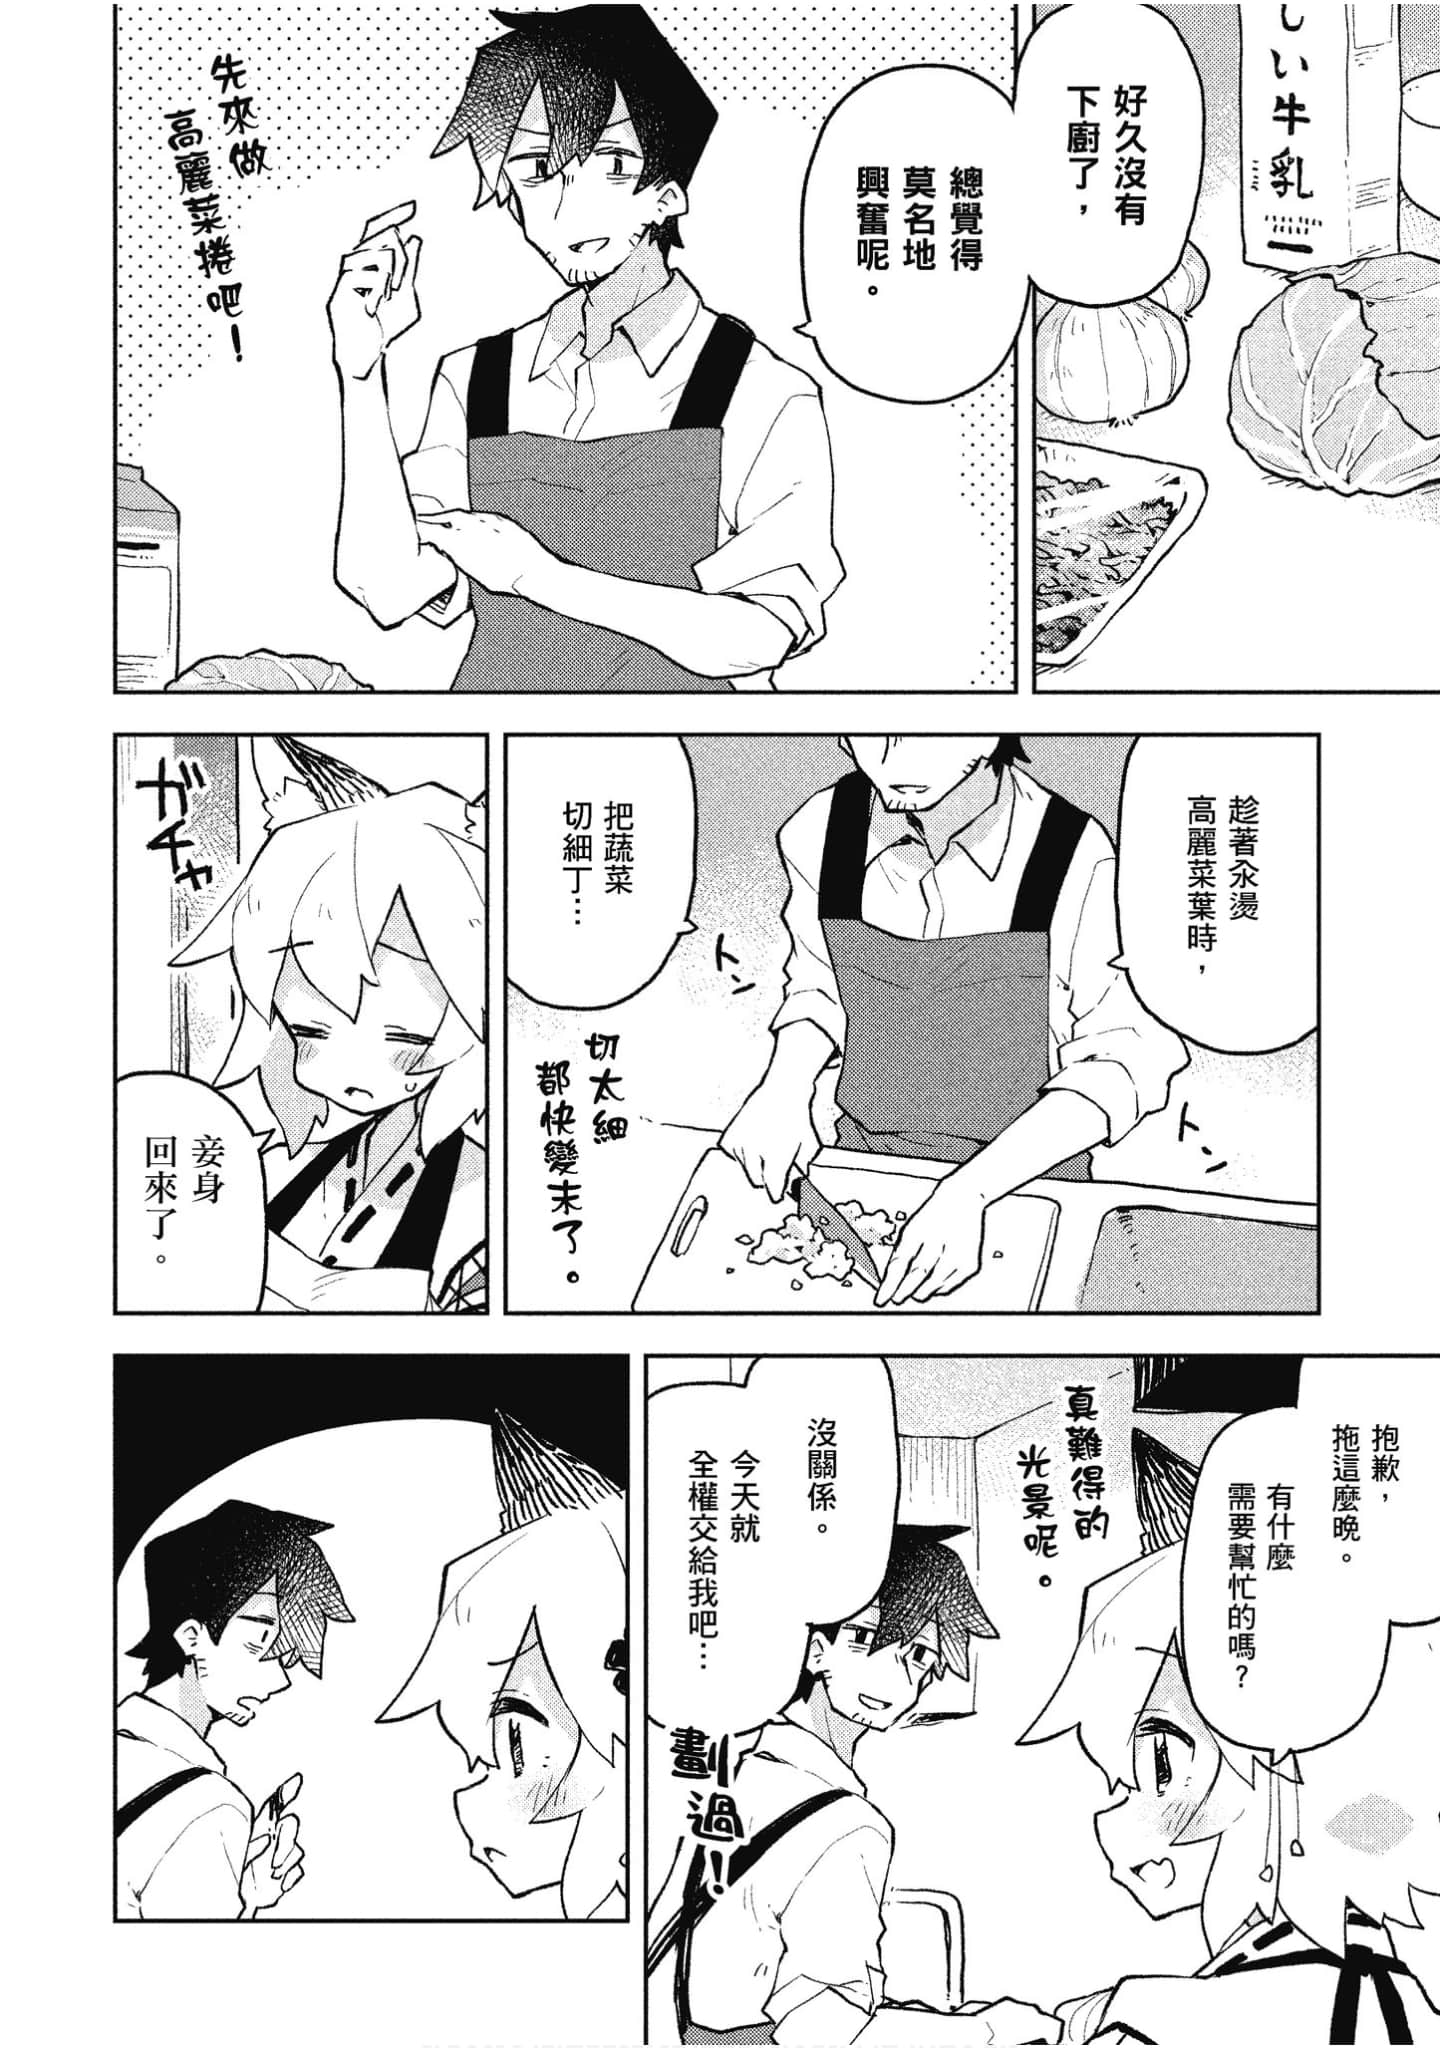 しい牛乳
好久沒有
下廚了，
總覺得
莫名地
興奮呢。
先來做
高麗菜捲吧！
趁著汆燙
高麗菜葉時，
トン
トン
把蔬菜
切細丁…
切太細
都快變末了。
ガチャ
妾身
回來了。
抱歉，
拖這麼晚。
有什麼
需要幫忙的嗎？
真難得的
光景呢。
沒關係。
今天就
全權交給我吧…
劃過！